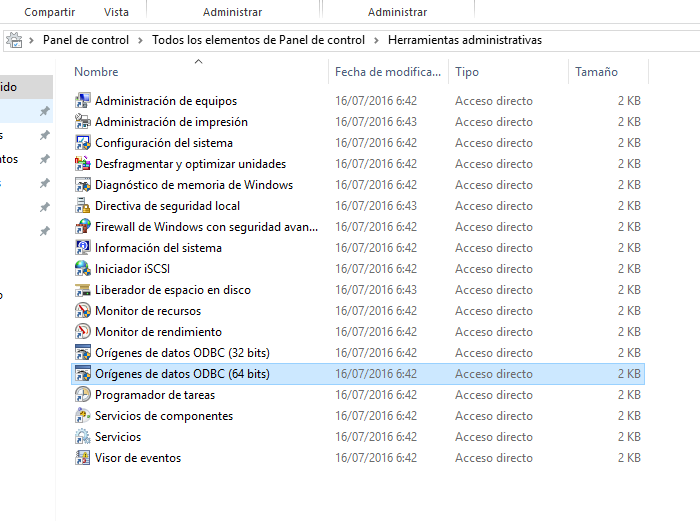 Compartir Vista Administrar Administrar
Panel de control Todos los elementos de Panel de control Herramientas administrativas
Nombre Fecha de modifica... Tipo Tamaño
ido
s
ntos
s
o
Administración de equipos 16/07/2016 6:42 Acceso directo 2 KB
Administración de impresión 16/07/2016 6:43 Acceso directo 2 KB
Configuración del sistema 16/07/2016 6:42 Acceso directo 2 KB
Desfragmentar y optimizar unidades 16/07/2016 6:42 Acceso directo 2 KB
Diagnóstico de memoria de Windows 16/07/2016 6:42 Acceso directo 2 KB
Directiva de seguridad local 16/07/2016 6:43 Acceso directo 2 KB
Firewall de Windows con seguridad avan... 16/07/2016 6:42 Acceso directo 2 KB
Información del sistema 16/07/2016 6:42 Acceso directo 2 KB
Iniciador iSCSI 16/07/2016 6:42 Acceso directo 2 KB
Liberador de espacio en disco 16/07/2016 6:43 Acceso directo 2 KB
Monitor de recursos 16/07/2016 6:42 Acceso directo 2 KB
Monitor de rendimiento 16/07/2016 6:42 Acceso directo 2 KB
Orígenes de datos ODBC (32 bits) 16/07/2016 6:42 Acceso directo 2 KB
Orígenes de datos ODBC (64 bits) 16/07/2016 6:42 Acceso directo 2 KB
Programador de tareas 16/07/2016 6:42 Acceso directo 2 KB
Servicios de componentes 16/07/2016 6:42 Acceso directo 2 KB
Servicios 16/07/2016 6:42 Acceso directo 2 KB
Visor de eventos 16/07/2016 6:42 Acceso directo 2 KB